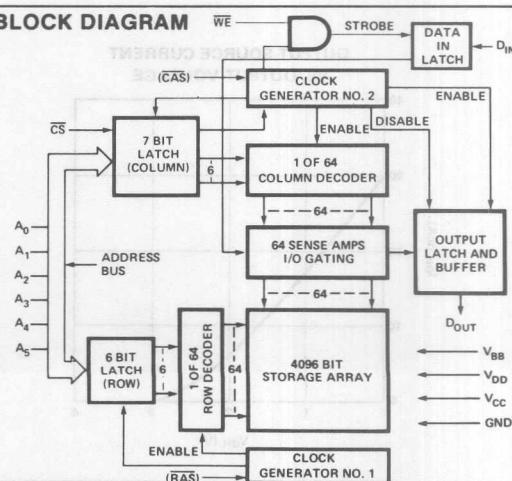 BLOCK DIAGRAM
WE
STROBE
DATA
IN
LATCH
DIN
(CAS)
CLOCK
GENERATOR NO. 2
ENABLE
DISABLE
ENABLE
CS
7 BIT
LATCH
(COLUMN)
6
1 OF 64
COLUMN DECODER
64
64 SENSE AMPS
I/O GATING
64
OUTPUT
LATCH AND
BUFFER
DOUT
A0
A1
A2
A3
A4
A5
ADDRESS
BUS
6 BIT
LATCH
(ROW)
6
1 OF 64
ROW DECODER
64
4096 BIT
STORAGE ARRAY
VBB
VDD
VCC
GND
ENABLE
CLOCK
GENERATOR NO. 1
(RAS)